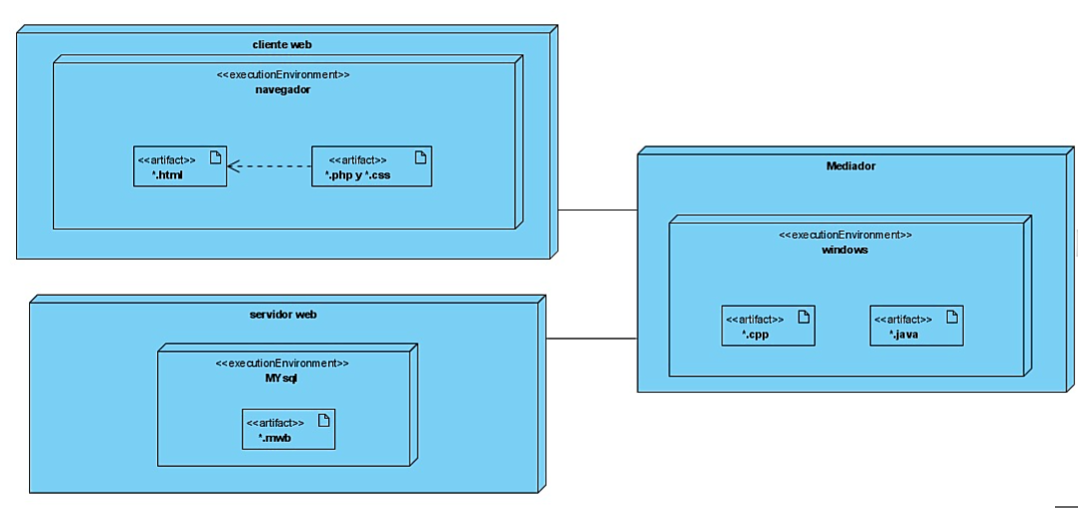 cliente web
<<executionEnvironment>>
navegador
<<artifact>>
*.html
<<artifact>>
*.php y *.css
Mediador
<<executionEnvironment>>
windows
<<artifact>>
*.cpp
<<artifact>>
*.java
servidor web
<<executionEnvironment>>
MYsql
<<artifact>>
*.mwb